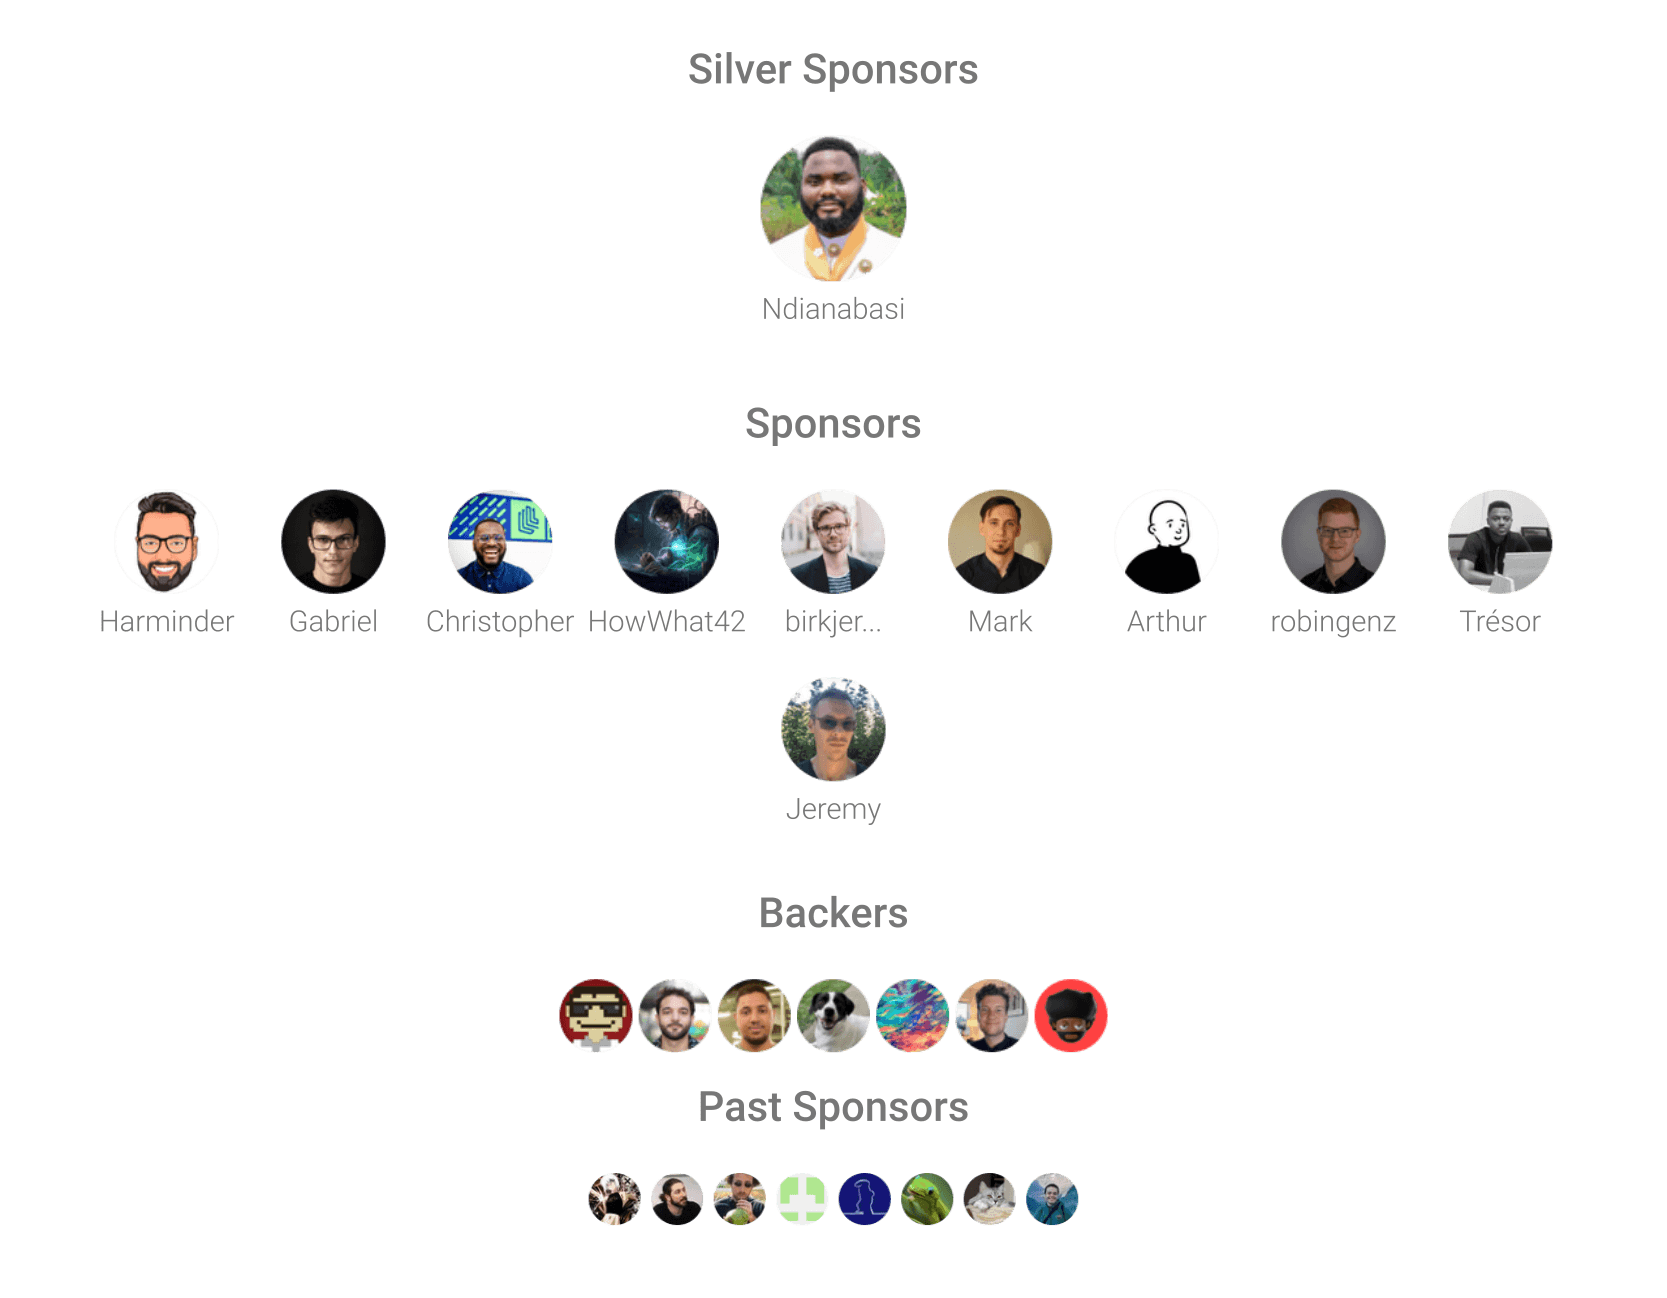 Silver Sponsors
Ndianabasi
Sponsors
Harminder Gabriel Christopher HowWhat42 birkjer... Mark Arthur robingenz Trésor
Jeremy
Backers
Past Sponsors